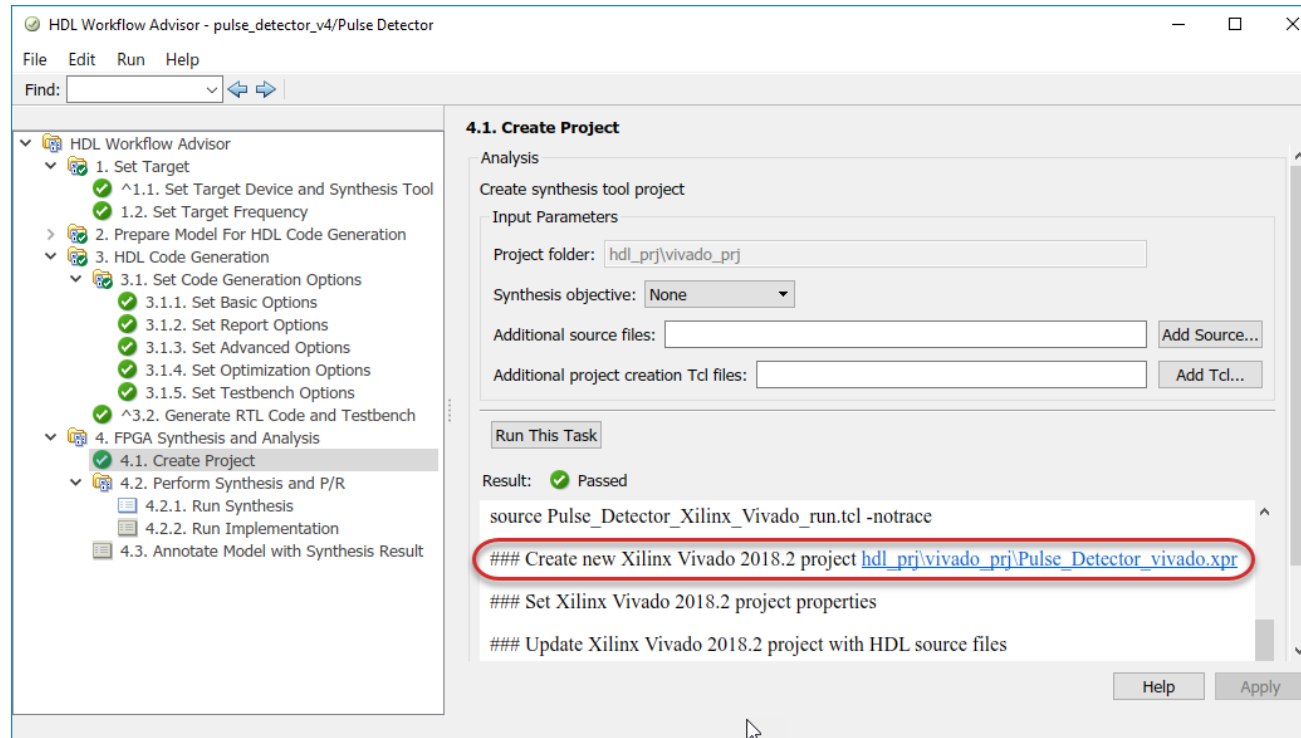 HDL Workflow Advisor - pulse_detector_v4/Pulse Detector
File Edit Run Help
Find:
HDL Workflow Advisor
1. Set Target
^1.1. Set Target Device and Synthesis Tool
1.2. Set Target Frequency
2. Prepare Model For HDL Code Generation
3. HDL Code Generation
3.1. Set Code Generation Options
3.1.1. Set Basic Options
3.1.2. Set Report Options
3.1.3. Set Advanced Options
3.1.4. Set Optimization Options
3.1.5. Set Testbench Options
^3.2. Generate RTL Code and Testbench
4. FPGA Synthesis and Analysis
4.1. Create Project
4.2. Perform Synthesis and P/R
4.2.1. Run Synthesis
4.2.2. Run Implementation
4.3. Annotate Model with Synthesis Result
4.1. Create Project
Analysis
Create synthesis tool project
Input Parameters
Project folder: hdl_prj\vivado_prj
Synthesis objective: None
Additional source files: Add Source...
Additional project creation Tcl files: Add Tcl...
Run This Task
Result: Passed
source Pulse_Detector_Xilinx_Vivado_run.tcl -notrace
### Create new Xilinx Vivado 2018.2 project hdl_prj\vivado_prj\Pulse_Detector_vivado.xpr
### Set Xilinx Vivado 2018.2 project properties
### Update Xilinx Vivado 2018.2 project with HDL source files
Help Apply